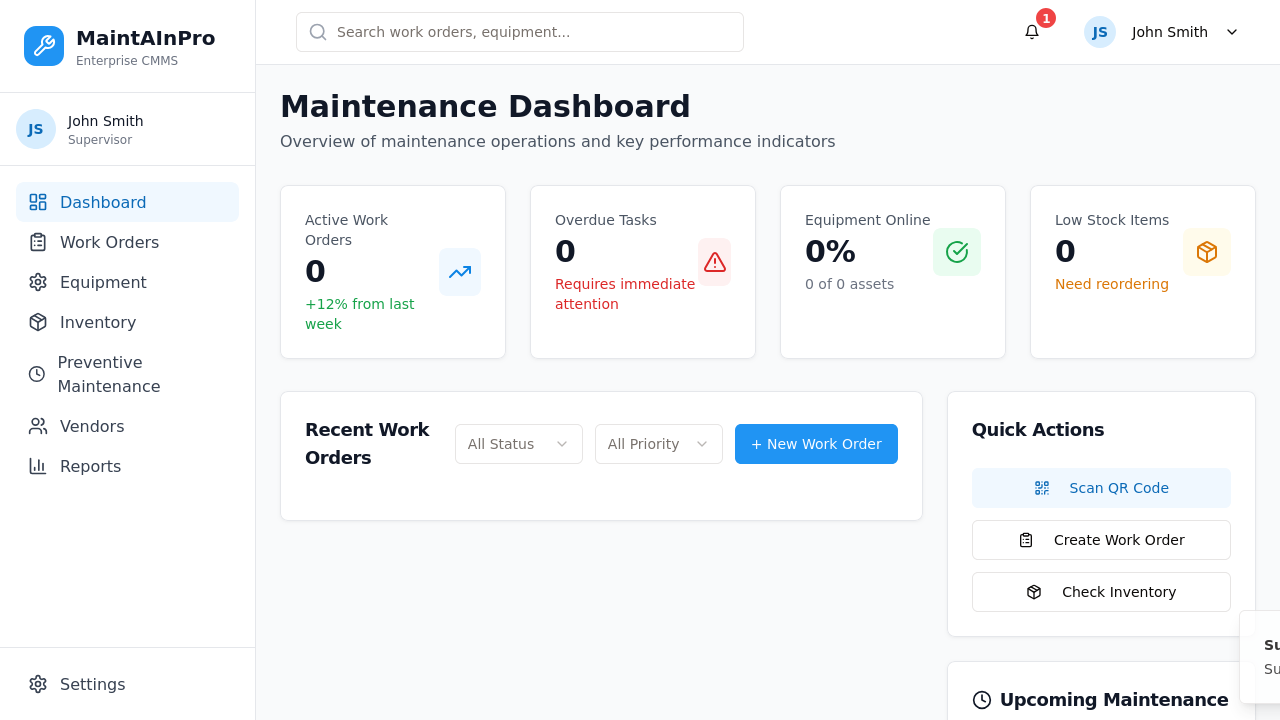 MaintAInPro
Enterprise CMMS
JS
John Smith
Supervisor
Dashboard
Work Orders
Equipment
Inventory
Preventive
Maintenance
Vendors
Reports
Settings
Search work orders, equipment...
1
JS
John Smith
Maintenance Dashboard
Overview of maintenance operations and key performance indicators
Active Work
Orders
0
+12% from last
week
Overdue Tasks
0
Requires immediate
attention
Equipment Online
0%
0 of 0 assets
Low Stock Items
0
Need reordering
Recent Work
Orders
All Status
All Priority
+ New Work Order
Quick Actions
Scan QR Code
Create Work Order
Check Inventory
Upcoming Maintenance